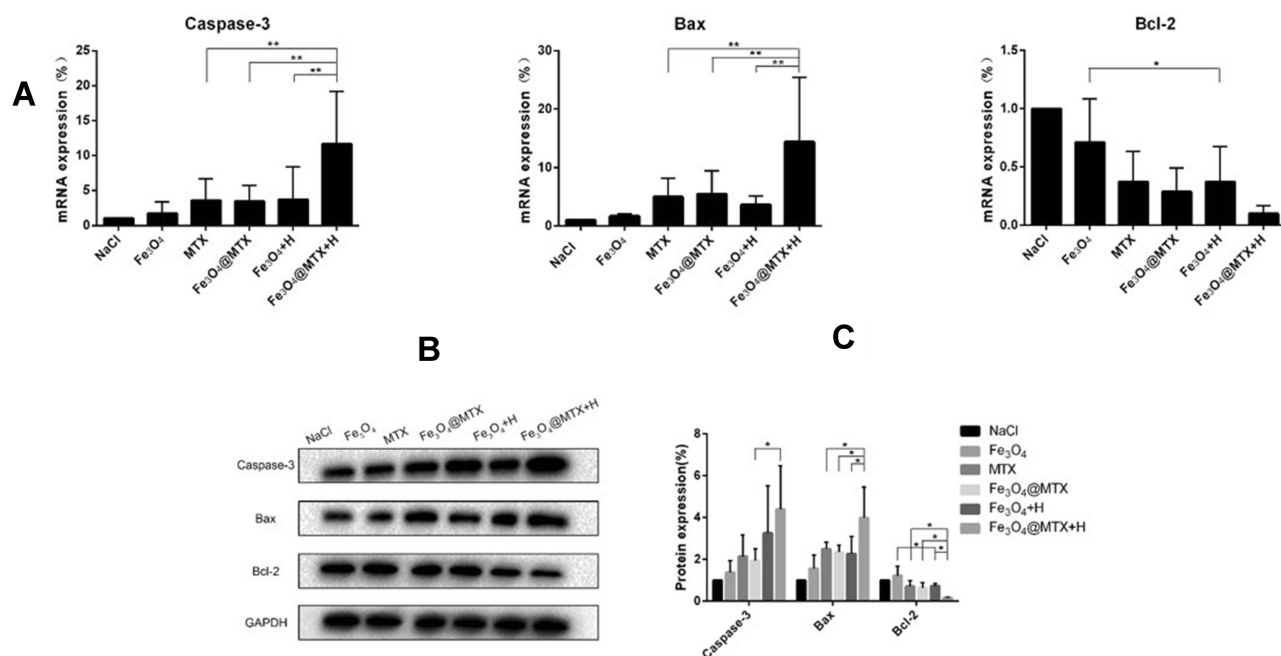 Caspase-3
Bax
Bcl-2
A
mRNA expression (%)
25
20
15
10
5
0
**
**
**
NaCl
Fe₃O₄
MTX
Fe₃O₄@MTX
Fe₃O₄+H
Fe₃O₄@MTX+H
mRNA expression (%)
30
20
10
0
**
**
**
NaCl
Fe₃O₄
MTX
Fe₃O₄@MTX
Fe₃O₄+H
Fe₃O₄@MTX+H
mRNA expression (%)
1.5
1.0
0.5
0.0
*
NaCl
Fe₃O₄
MTX
Fe₃O₄@MTX
Fe₃O₄+H
Fe₃O₄@MTX+H
B
NaCl
Fe₃O₄
MTX
Fe₃O₄@MTX
Fe₃O₄+H
Fe₃O₄@MTX+H
Caspase-3
Bax
Bcl-2
GAPDH
C
Protein expression(%)
8
6
4
2
0
*
*
*
*
*
*
*
*
Caspase-3
Bax
Bcl-2
NaCl
Fe₃O₄
MTX
Fe₃O₄@MTX
Fe₃O₄+H
Fe₃O₄@MTX+H